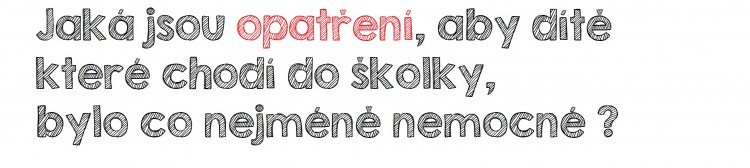 Jaká jsou opatření, aby dítě
které chodí do školky,
bylo co nejméně nemocné ?